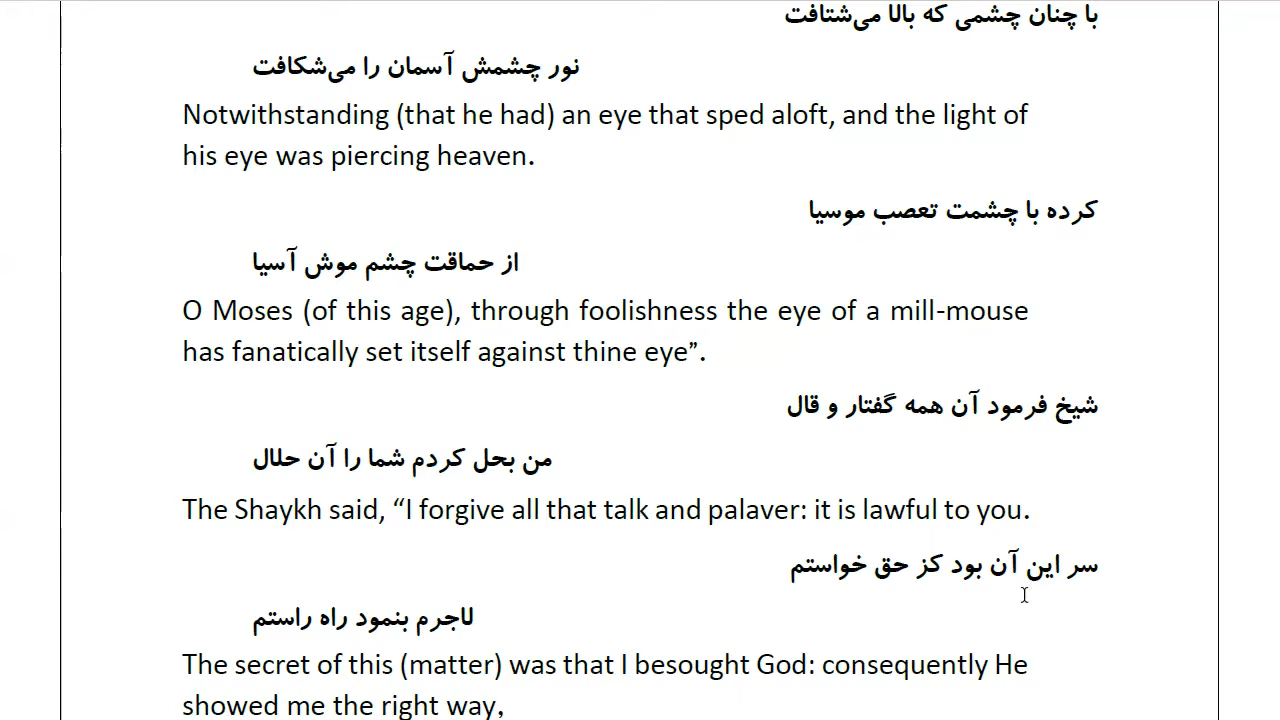 با چنان چشمی که بالا می‌شتافت
نور چشمش آسمان را می‌شکافت
Notwithstanding (that he had) an eye that sped aloft, and the light of
his eye was piercing heaven.
کرده با چشمت تعصب موسیا
از حماقت چشم موش آسیا
O Moses (of this age), through foolishness the eye of a mill-mouse
has fanatically set itself against thine eye”.
شیخ فرمود آن همه گفتار و قال
من بحل کردم شما را آن حلال
The Shaykh said, “I forgive all that talk and palaver: it is lawful to you.
سر این آن بود کز حق خواستم
لاجرم بنمود راه راستم
The secret of this (matter) was that I besought God: consequently He
showed me the right way,